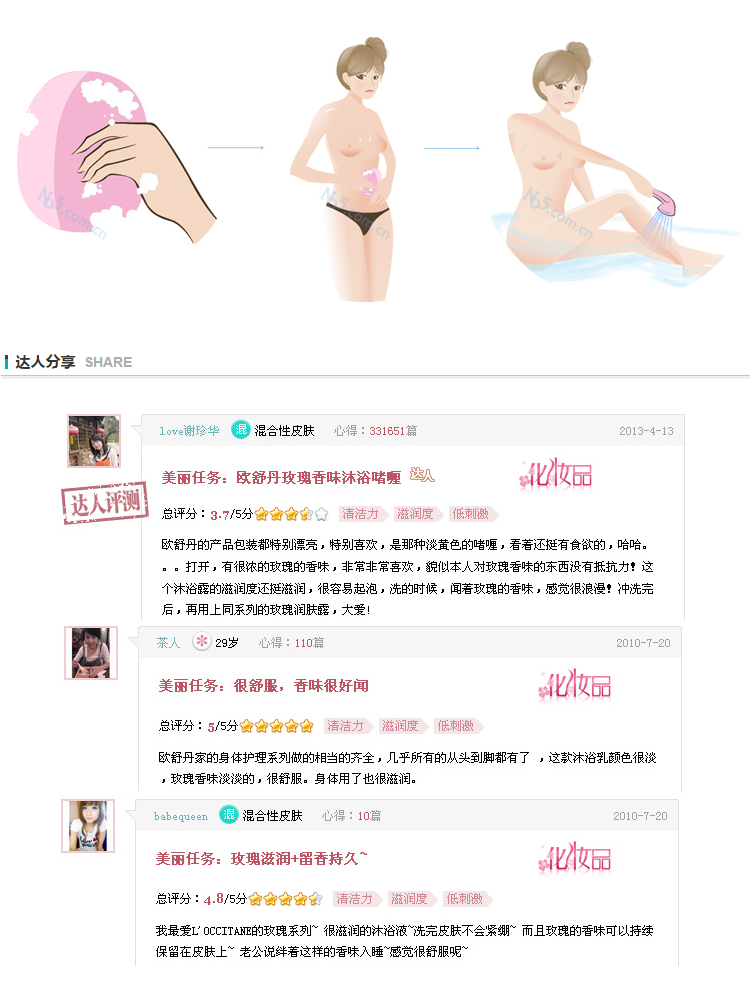 No5.com.cn
No5.com.cn
No5.com.cn
达人分享 SHARE
love谢珍华 混 混合性皮肤 心得：331651篇 2013-4-13
美丽任务：欧舒丹玫瑰香味沐浴啫喱 达人
化妆品
达人评测
总评分：3.7/5分 清洁力 滋润度 低刺激
欧舒丹的产品包装都特别漂亮，特别喜欢，是那种淡黄色的啫喱，看着还挺有食欲的，哈哈。
。。打开，有很浓的玫瑰的香味，非常非常喜欢，貌似本人对玫瑰香味的东西没有抵抗力！这
个沐浴露的滋润度还挺滋润，很容易起泡，洗的时候，闻着玫瑰的香味，感觉很浪漫！冲洗完
后，再用上同系列的玫瑰润肤露，大爱！
茶人 29岁 心得：110篇 2010-7-20
美丽任务：很舒服，香味很好闻
化妆品
总评分：5/5分 清洁力 滋润度 低刺激
欧舒丹家的身体护理系列做的相当的齐全，几乎所有的从头到脚都有了 ，这款沐浴乳颜色很淡
，玫瑰香味淡淡的，很舒服。身体用了也很滋润。
babequeen 混 混合性皮肤 心得：10篇 2010-7-20
美丽任务：玫瑰滋润+留香持久~
化妆品
总评分：4.8/5分 清洁力 滋润度 低刺激
我最爱L'OCCITANE的玫瑰系列~ 很滋润的沐浴液~洗完皮肤不会紧绷~ 而且玫瑰的香味可以持续
保留在皮肤上~ 老公说绊着这样的香味入睡~感觉很舒服呢~